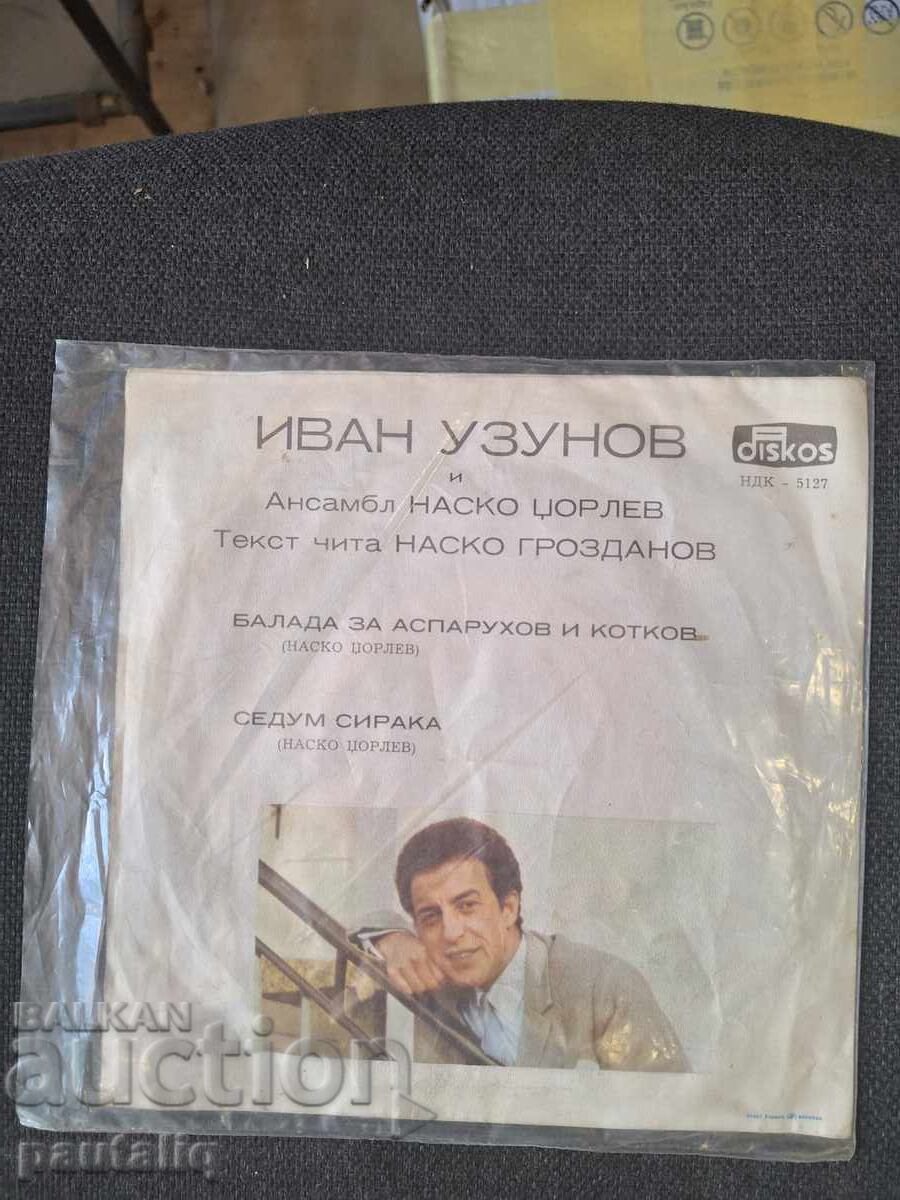 ИВАН УЗУНОВ
и
Ансамбл НАСКО ЏОРЛЕВ
Текст чита НАСКО ГРОЗДАНОВ
diskos
НДК - 5127
БАЛАДА ЗА АСПАРУХОВ И КОТКОВ
(НАСКО ЏОРЛЕВ)
СЕДУМ СИРАКА
(НАСКО ЏОРЛЕВ)
BALKAN
auction
pautaliq